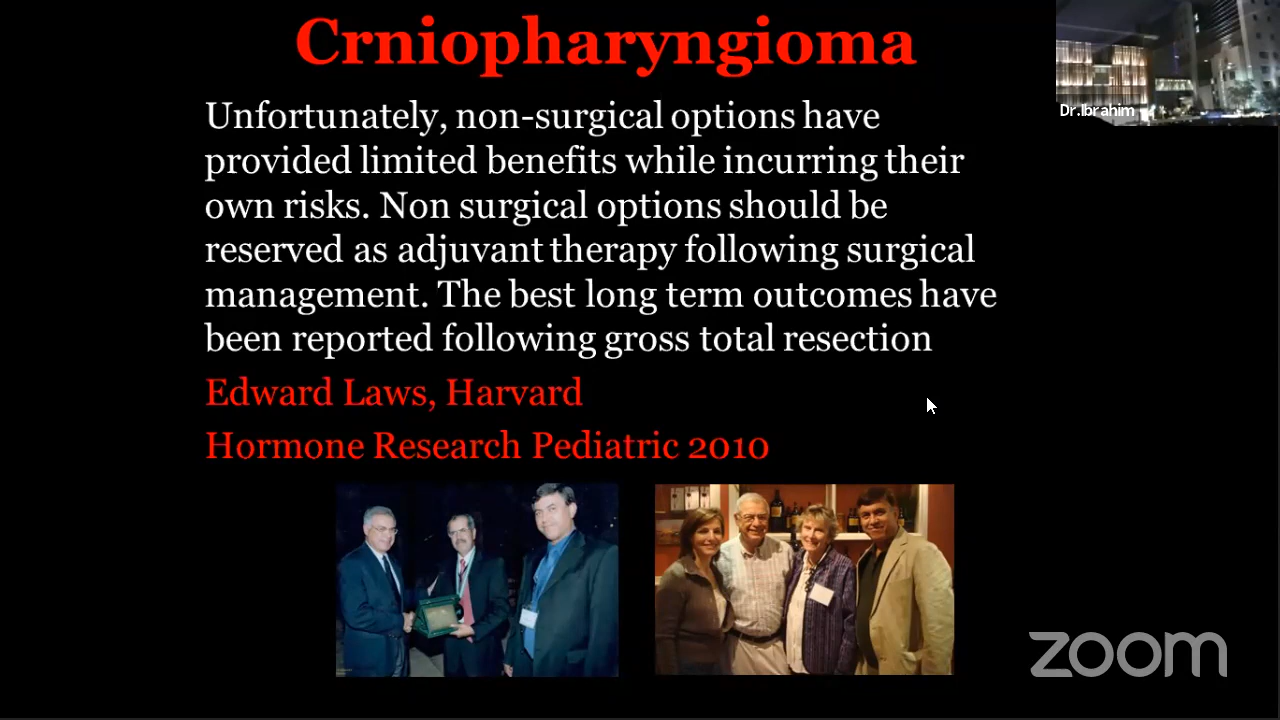 Crniopharyngioma
Dr.Ibrahim
Unfortunately, non-surgical options have
provided limited benefits while incurring their
own risks. Non surgical options should be
reserved as adjuvant therapy following surgical
management. The best long term outcomes have
been reported following gross total resection
Edward Laws, Harvard
Hormone Research Pediatric 2010
zoom